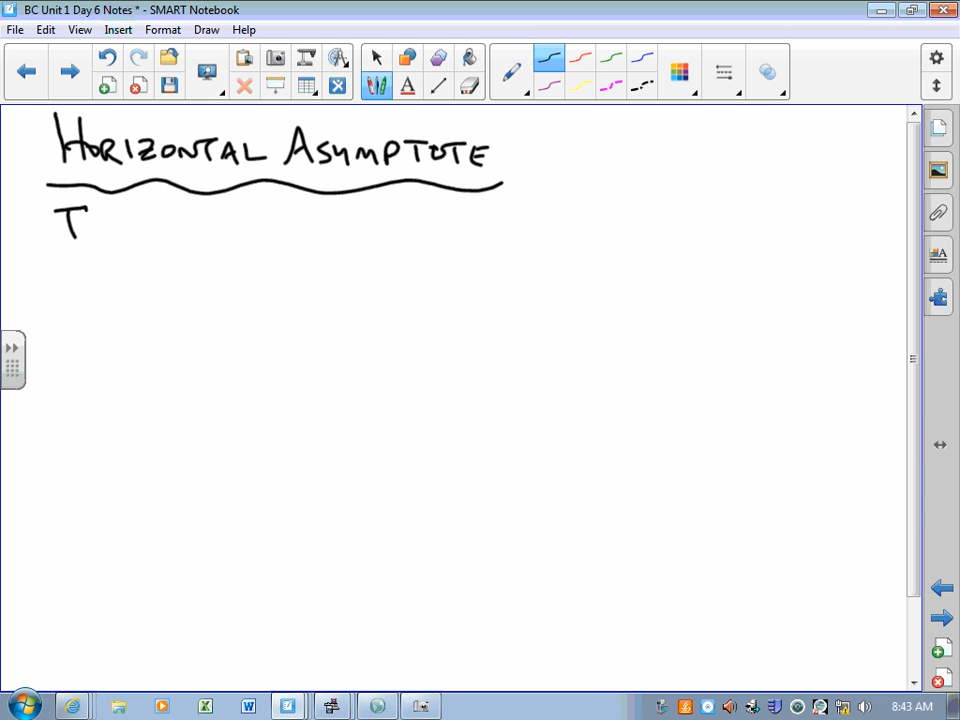 BC Unit 1 Day 6 Notes * - SMART Notebook
File Edit View Insert Format Draw Help
HORIZONTAL ASYMPTOTE
T
8:43 AM